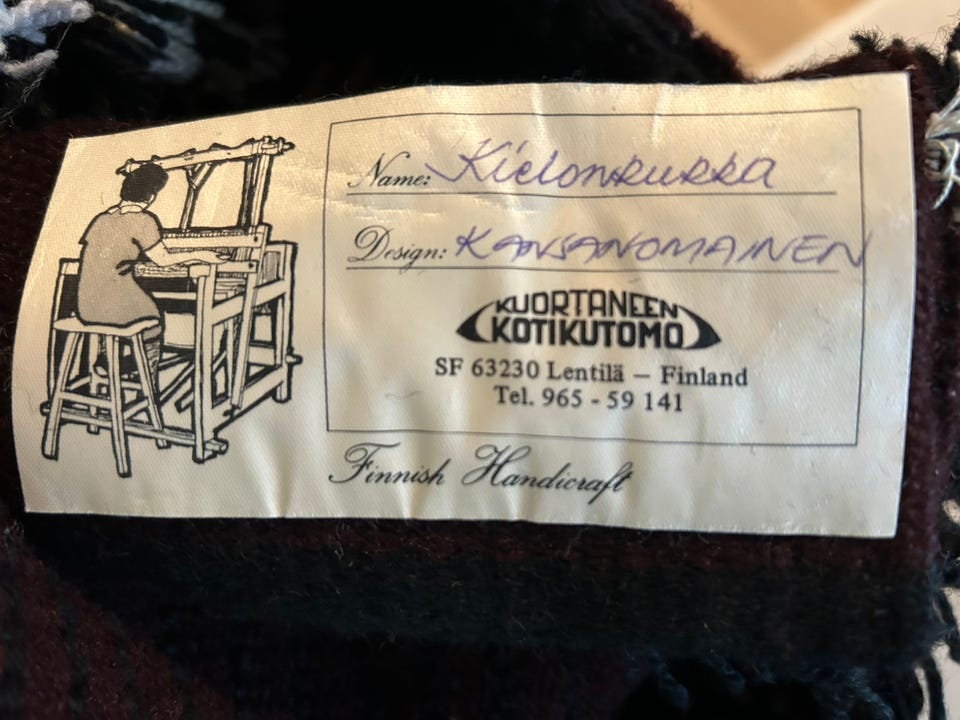 Name: Kielonkukka
Design: KANSANOMAINEN
KUORTANEEN
KOTIKUTOMO
SF 63230 Lentilä — Finland
Tel. 965 - 59 141
Finnish Handicraft